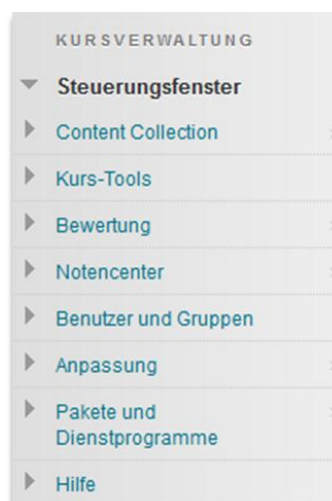 KURSVERWALTUNG
Steuerungsfenster
Content Collection
Kurs-Tools
Bewertung
Notencenter
Benutzer und Gruppen
Anpassung
Pakete und
Dienstprogramme
Hilfe